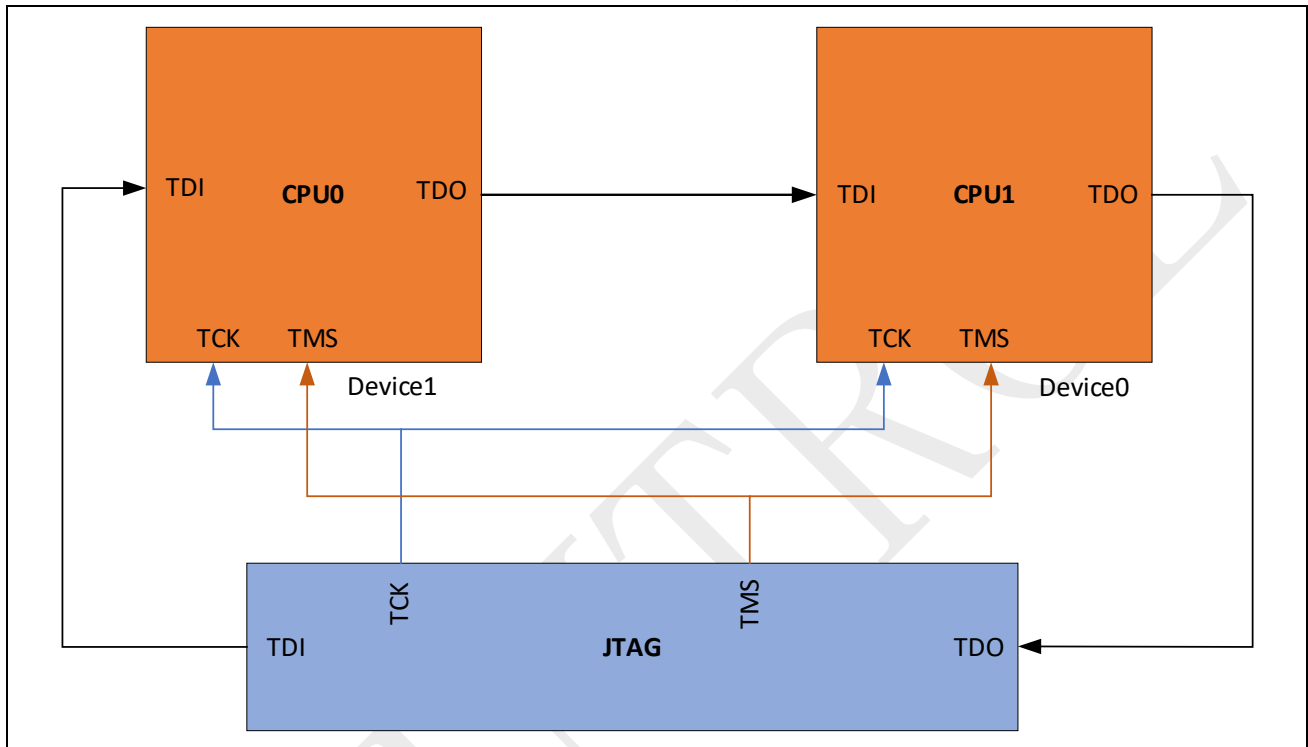 TDI CPU0 TDO
TDI CPU1 TDO
TCK TMS
TCK TMS
Device1
Device0
TCK
TMS
TDI JTAG TDO